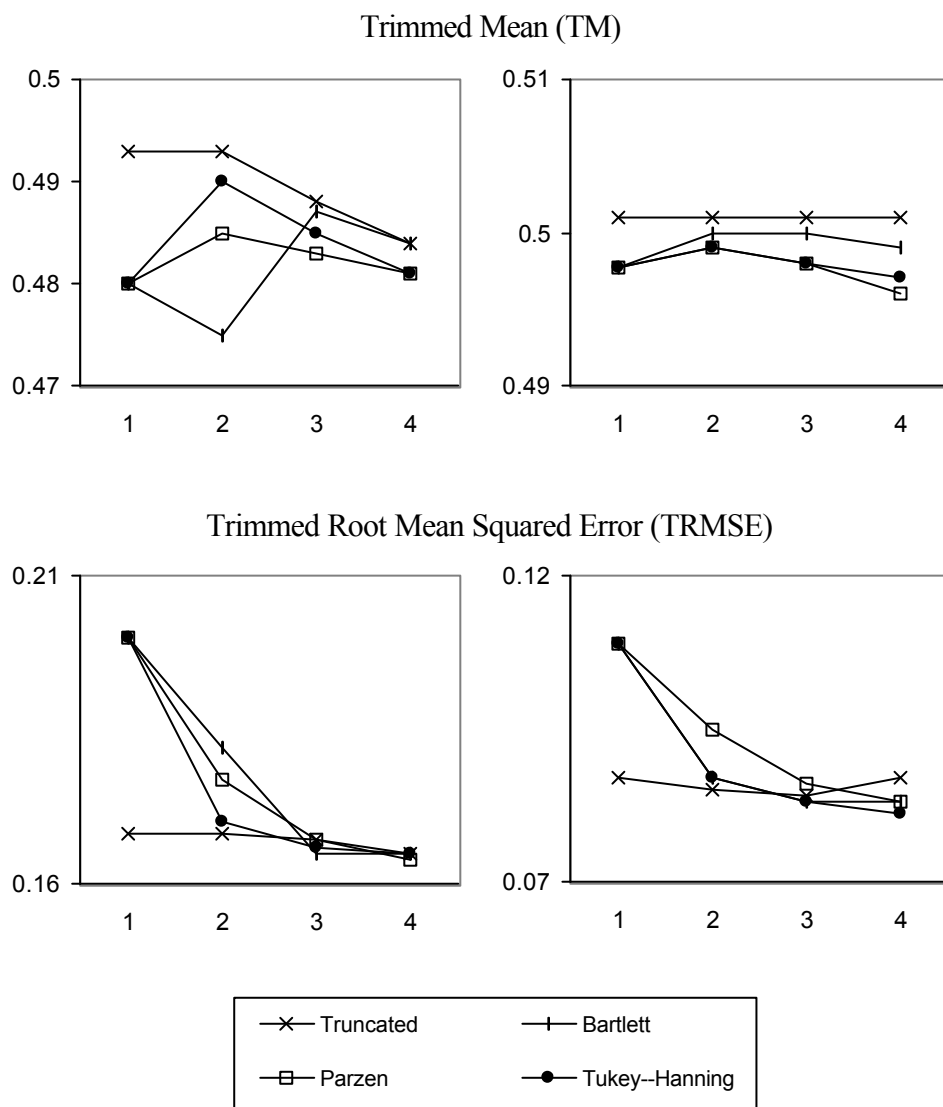 Trimmed Mean (TM)
0.5
0.49
0.48
0.47
1 2 3 4
0.51
0.5
0.49
1 2 3 4
Trimmed Root Mean Squared Error (TRMSE)
0.21
0.16
1 2 3 4
0.12
0.07
1 2 3 4
Truncated
Bartlett
Parzen
Tukey--Hanning